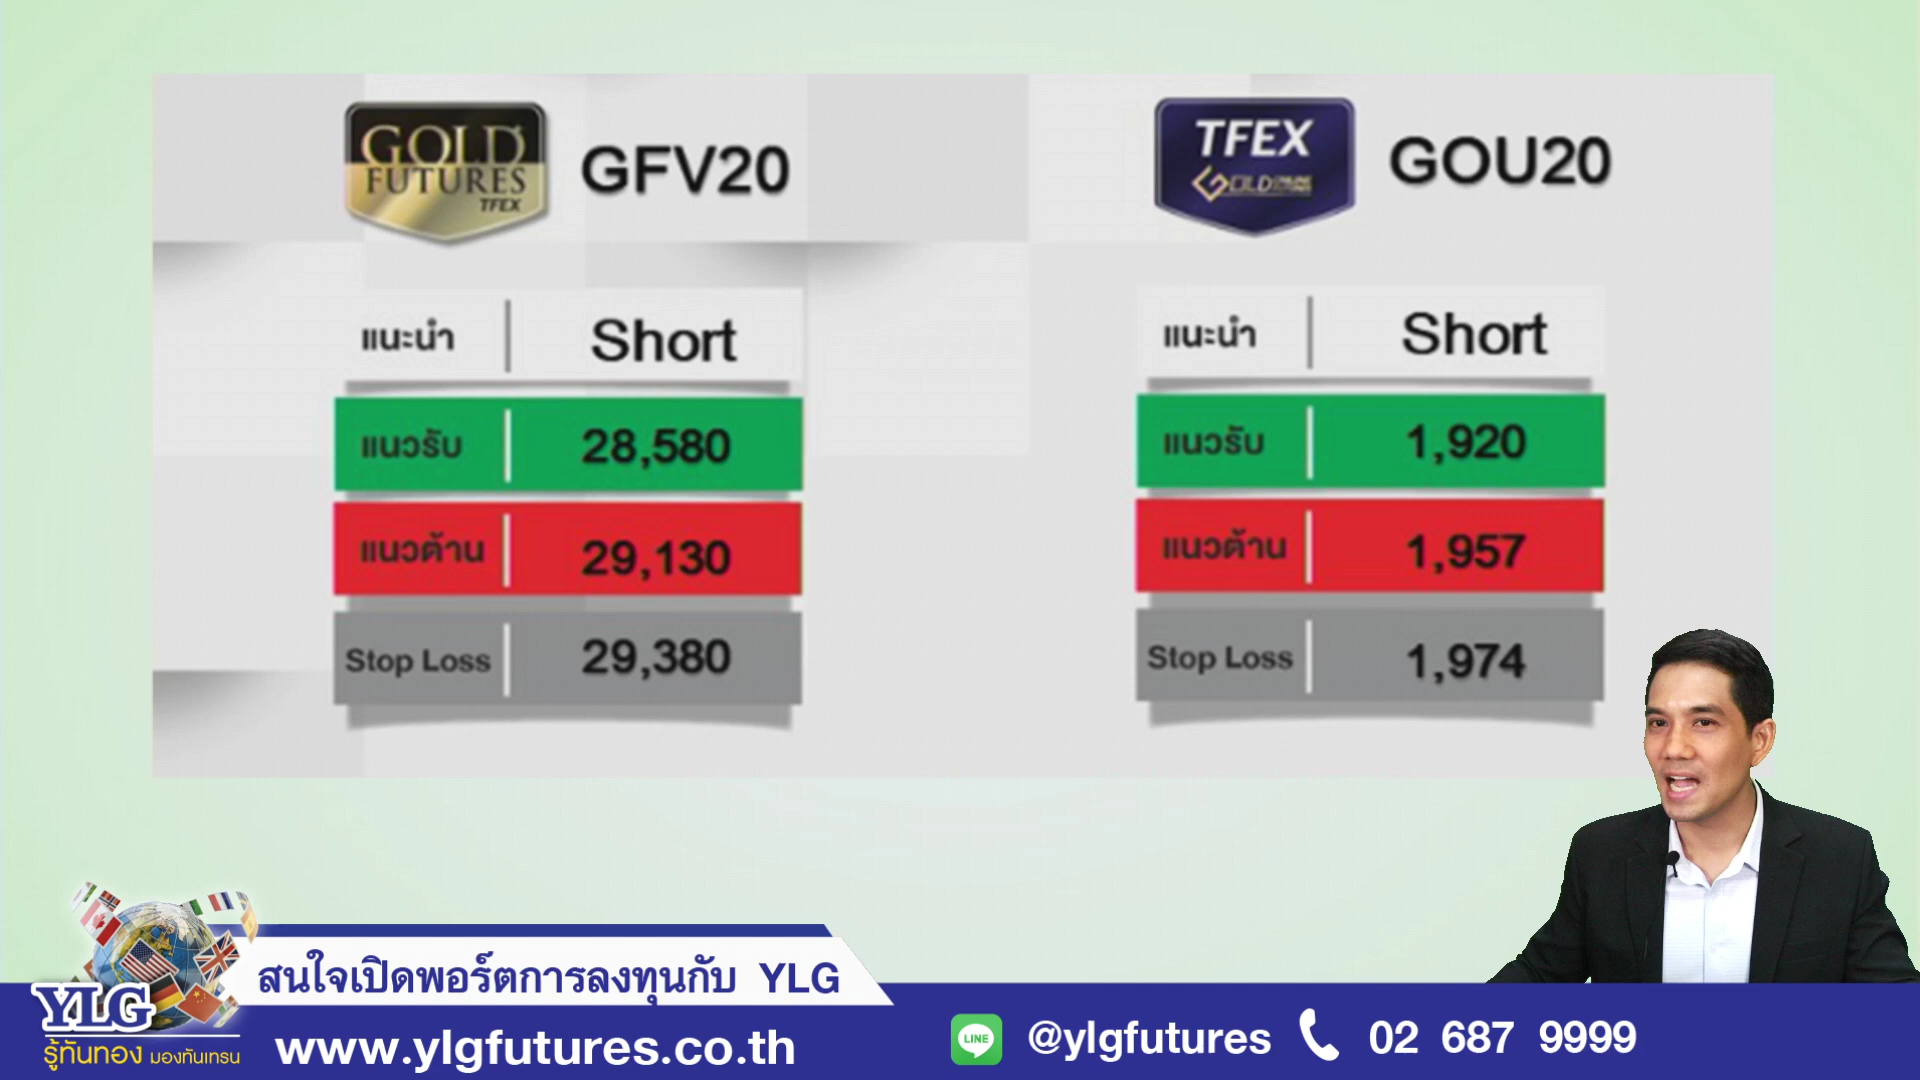 GOLD
FUTURES
TFEX
GFV20
แนะนำ Short
แนวรับ 28,580
แนวต้าน 29,130
Stop Loss 29,380
TFEX
GOLD
GOU20
แนะนำ Short
แนวรับ 1,920
แนวต้าน 1,957
Stop Loss 1,974
YLG
รู้ทันทอง มองทันเทรน
สนใจเปิดพอร์ตการลงทุนกับ YLG
www.ylgfutures.co.th
LINE
@ylgfutures
02 687 9999